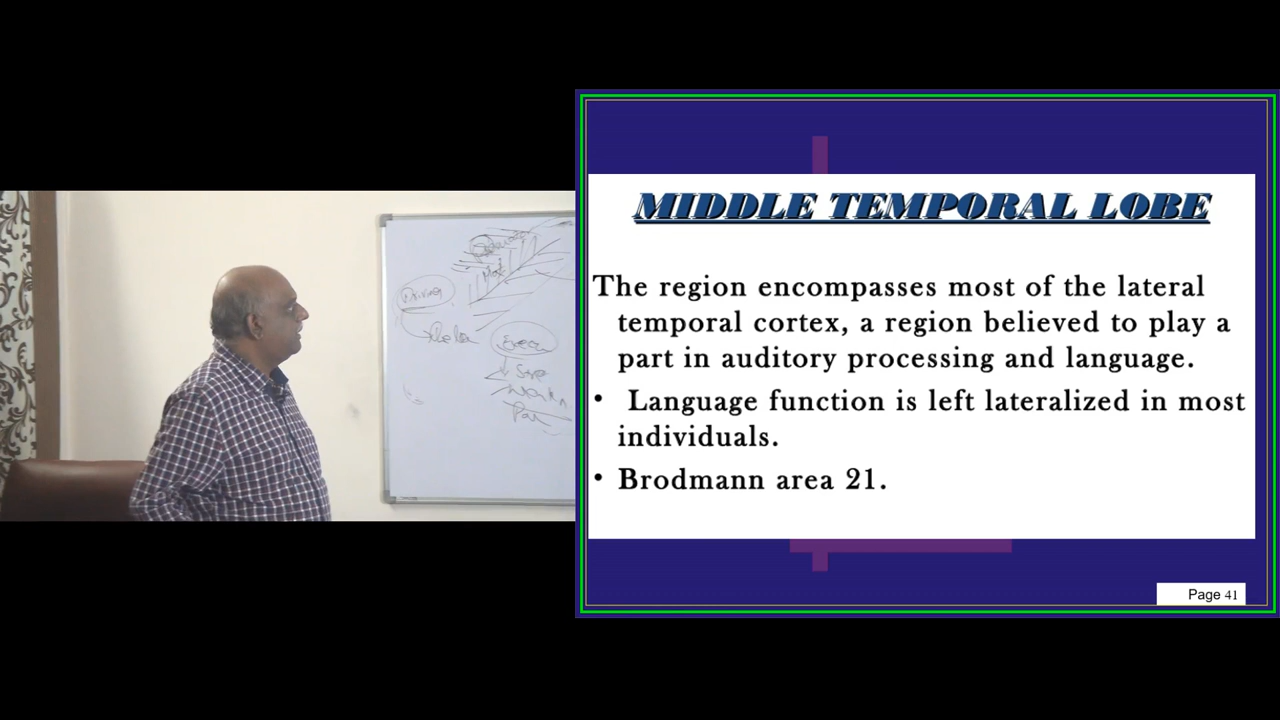 MIDDLE TEMPORAL LOBE
The region encompasses most of the lateral
temporal cortex, a region believed to play a
part in auditory processing and language.
• Language function is left lateralized in most
individuals.
• Brodmann area 21.
Page 41